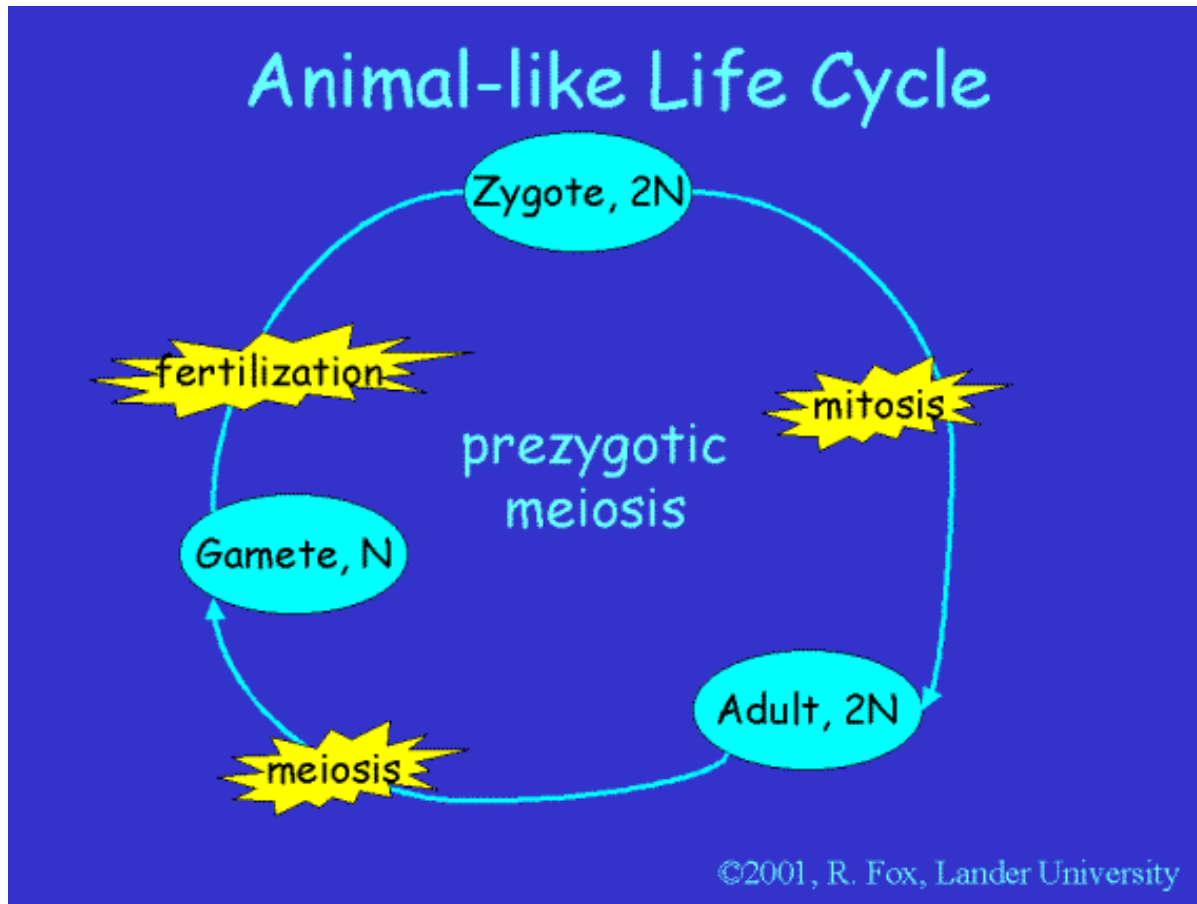 Animal-like Life Cycle
Zygote, 2N
fertilization
mitosis
prezygotic
meiosis
Gamete, N
Adult, 2N
meiosis
©2001, R. Fox, Lander University